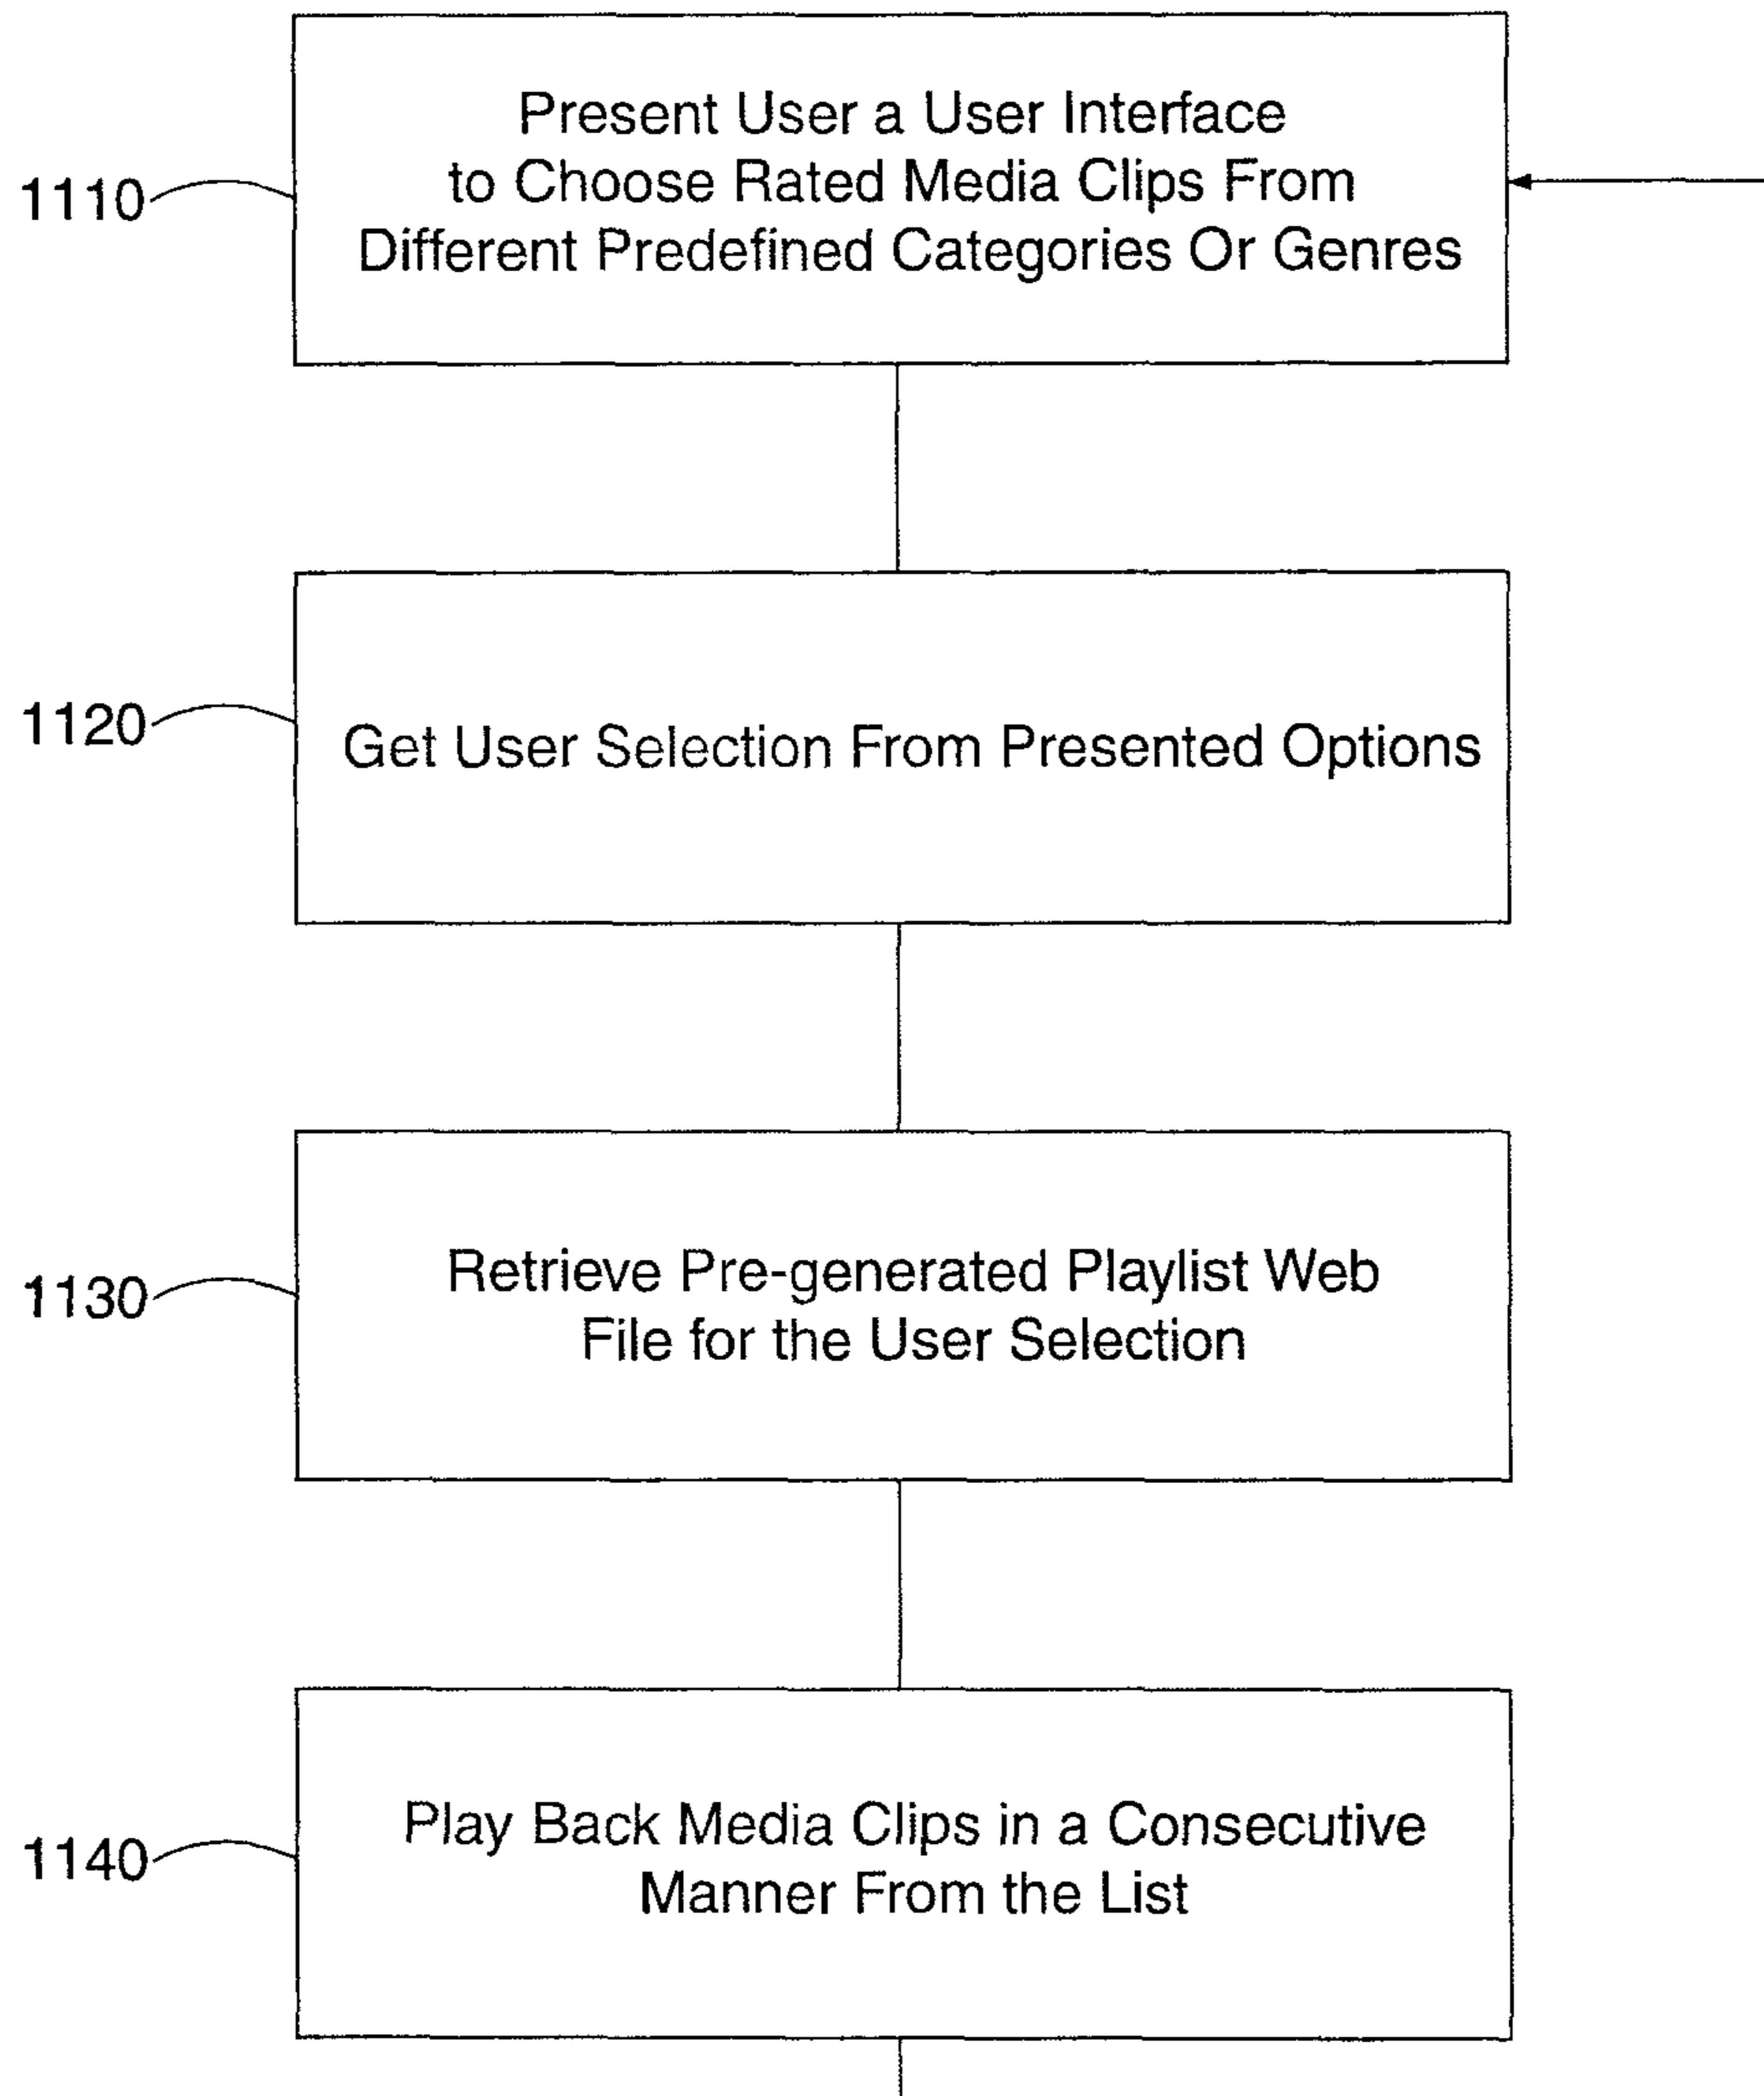 Present User a User Interface
to Choose Rated Media Clips From
Different Predefined Categories Or Genres
1110
Get User Selection From Presented Options
1120
Retrieve Pre-generated Playlist Web
File for the User Selection
1130
Play Back Media Clips in a Consecutive
Manner From the List
1140